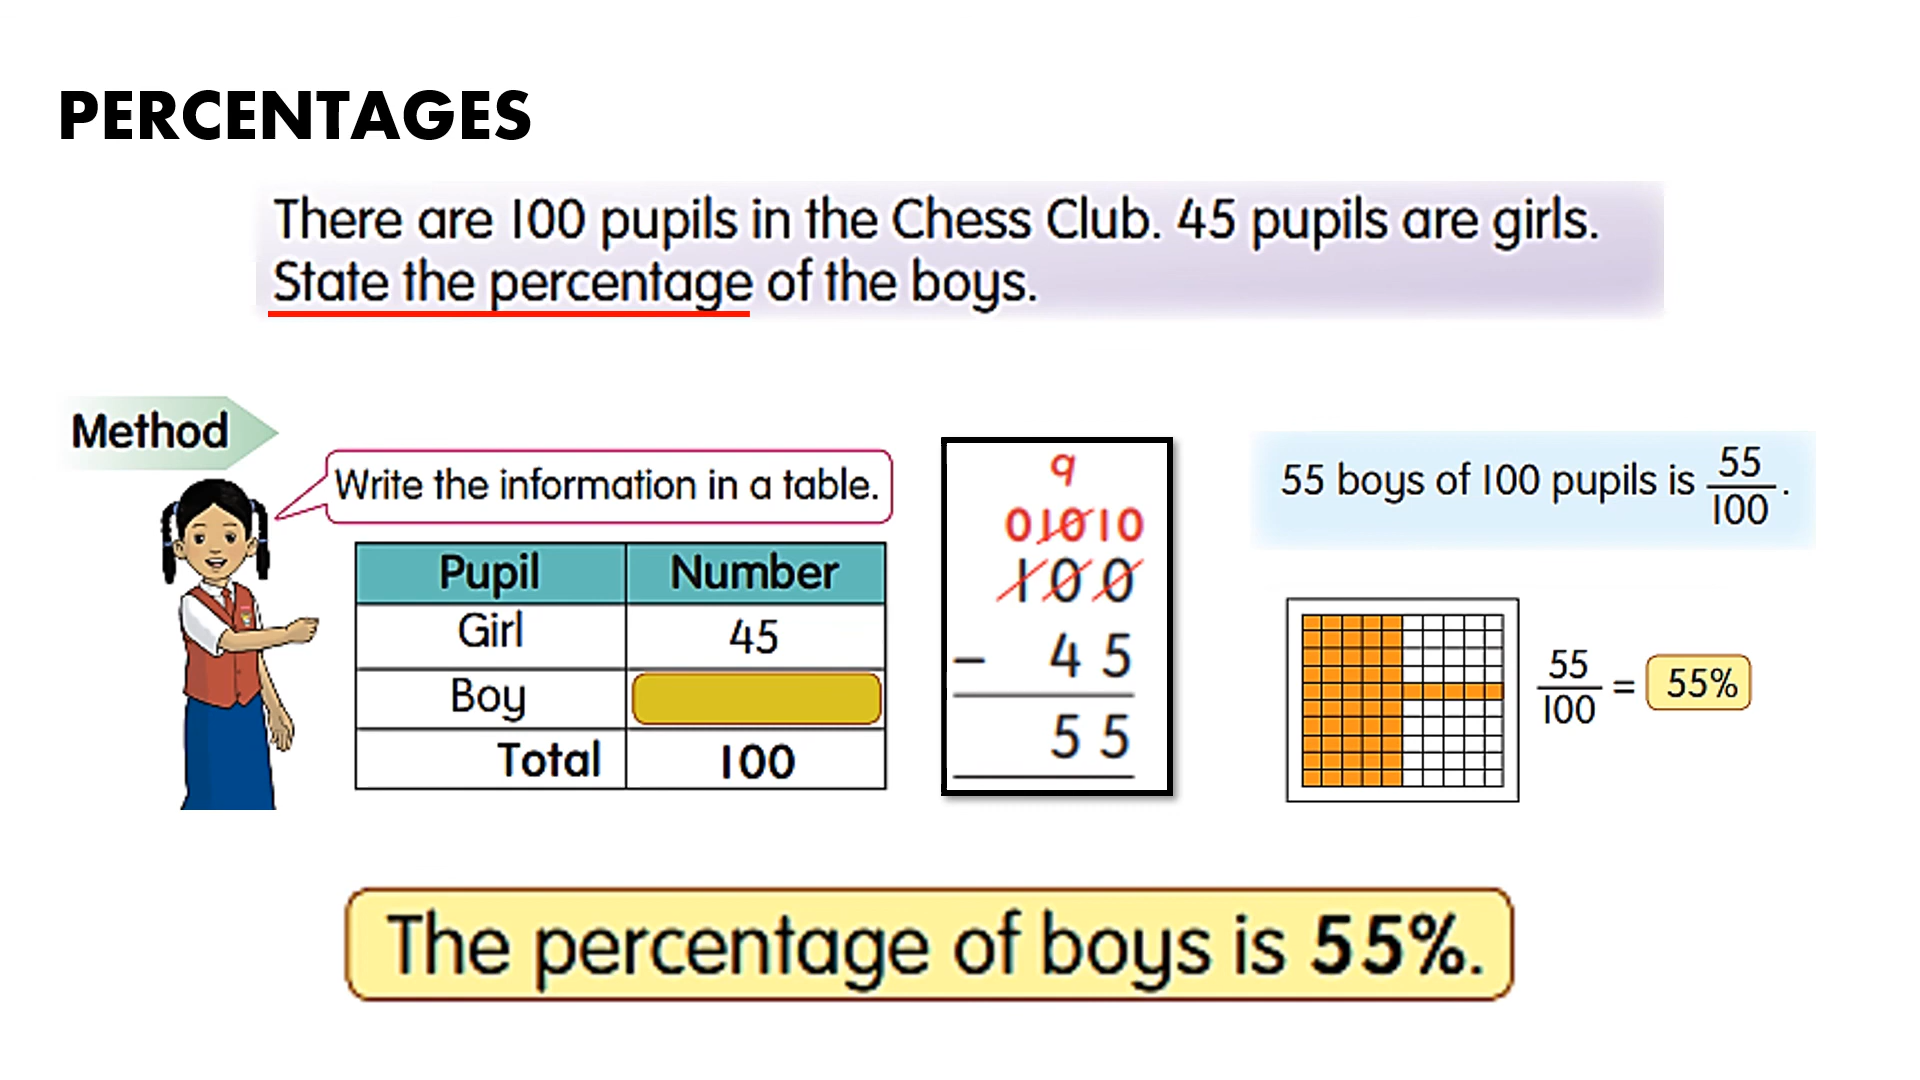 PERCENTAGES
There are 100 pupils in the Chess Club. 45 pupils are girls.
State the percentage of the boys.
Method
Write the information in a table.
Pupil Number
Girl 45
Boy
Total 100
9
0 10 10
100
- 45
55
55 boys of 100 pupils is 55/100.
55/100 = 55%
The percentage of boys is 55%.